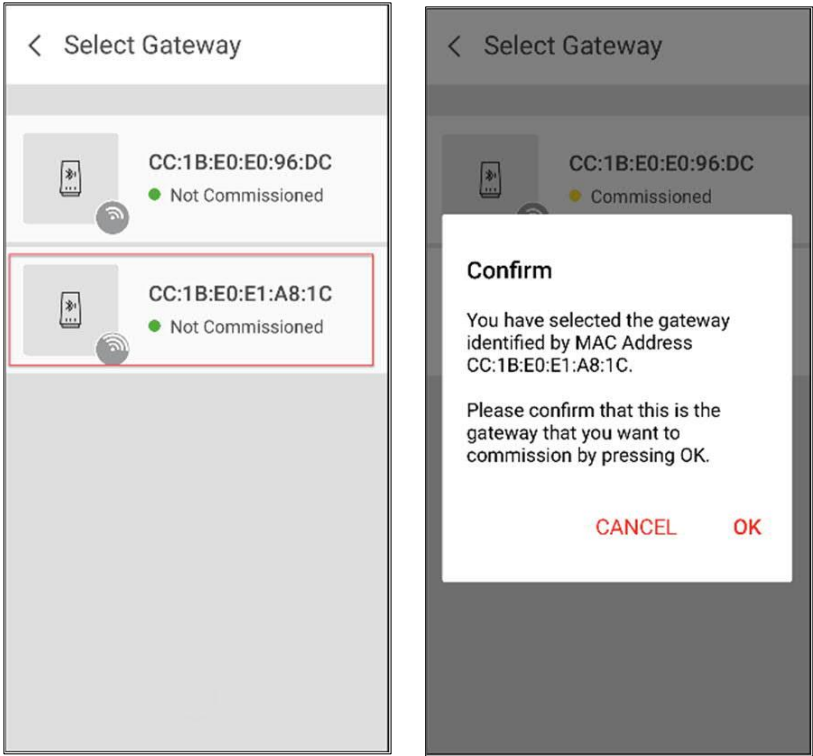 Select Gateway
CC:1B:E0:E0:96:DC
Not Commissioned
CC:1B:E0:E1:A8:1C
Not Commissioned
Select Gateway
CC:1B:E0:E0:96:DC
Commissioned
Confirm
You have selected the gateway
identified by MAC Address
CC:1B:E0:E1:A8:1C.
Please confirm that this is the
gateway that you want to
commission by pressing OK.
CANCEL OK